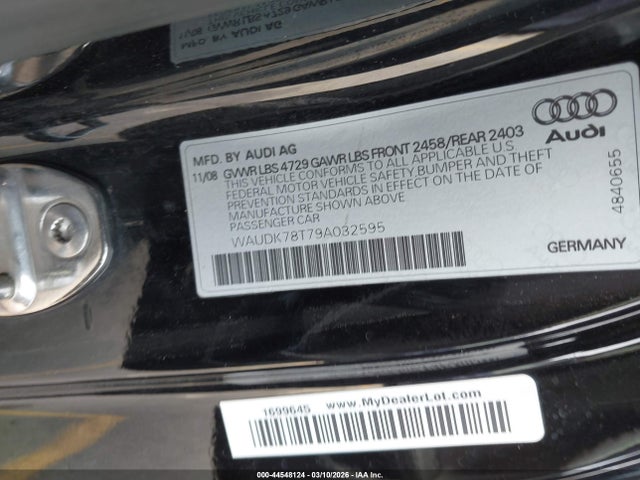 MFD. BY AUDI AG
11/08 GVWR LBS 4729 GAWR LBS FRONT 2458/REAR 2403
THIS VEHICLE CONFORMS TO ALL APPLICABLE U.S.
FEDERAL MOTOR VEHICLE SAFETY, BUMPER AND THEFT
PREVENTION STANDARDS IN EFFECT ON THE DATE OF
MANUFACTURE SHOWN ABOVE.
PASSENGER CAR
WAUDK78T79A032595
Audi
4840655
GERMANY
1699645 www.MyDealerLot.com
000-44548124 - 03/10/2026 - IAAI